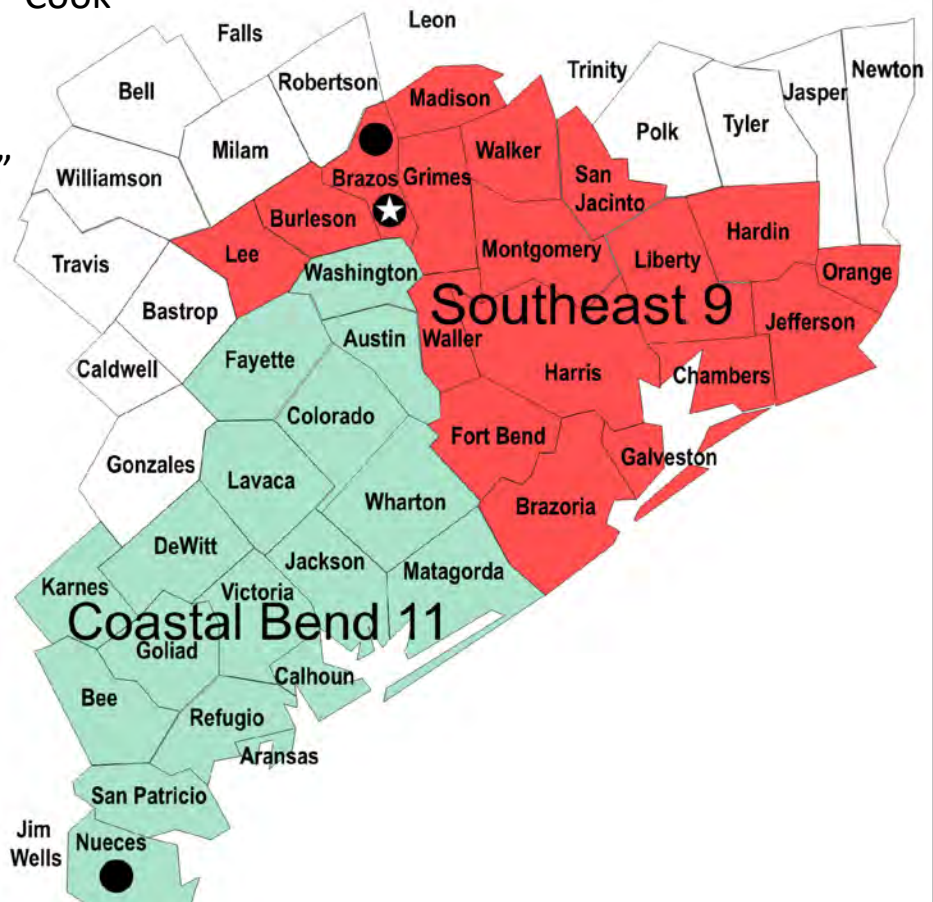 Cook
”
Falls
Leon
Bell
Robertson
Trinity
Newton
Jasper
Madison
Milam
Polk
Tyler
Walker
Williamson
Brazos
Grimes
San
Jacinto
Burleson
Hardin
Montgomery
Liberty
Lee
Travis
Washington
Orange
Bastrop
Southeast 9
Austin
Waller
Jefferson
Fayette
Caldwell
Harris
Chambers
Colorado
Fort Bend
Galveston
Gonzales
Lavaca
Wharton
Brazoria
DeWitt
Jackson
Matagorda
Karnes
Victoria
Coastal Bend 11
Goliad
Calhoun
Bee
Refugio
Aransas
San Patricio
Jim
Wells
Nueces